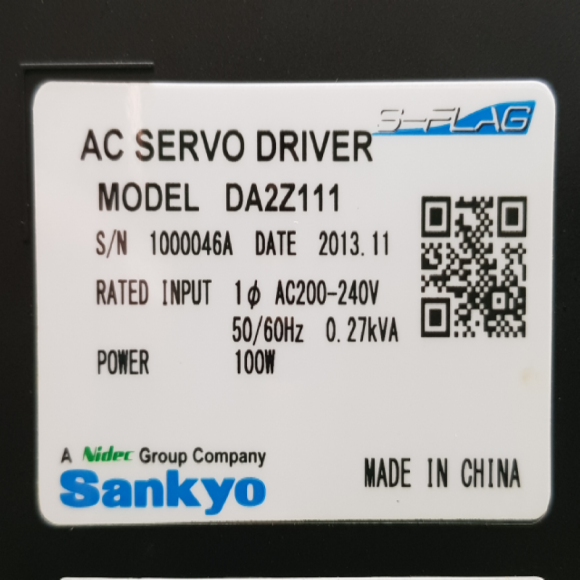 S-FLAG
AC SERVO DRIVER
MODEL DA2Z111
S/N 1000046A DATE 2013.11
RATED INPUT 1ϕ AC200-240V
50/60Hz 0.27kVA
POWER 100W
A Nidec Group Company
Sankyo
MADE IN CHINA